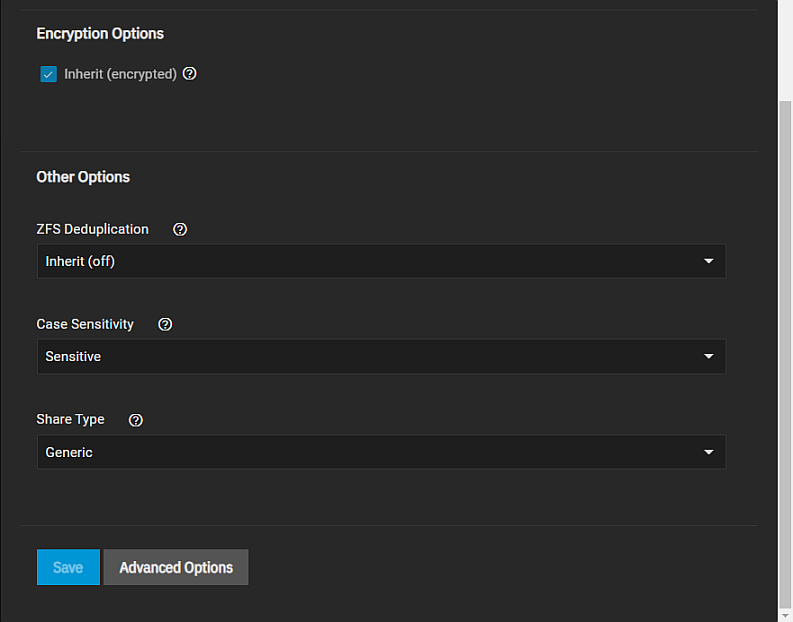 Encryption Options
Inherit (encrypted)
Other Options
ZFS Deduplication
Inherit (off)
Case Sensitivity
Sensitive
Share Type
Generic
Save Advanced Options